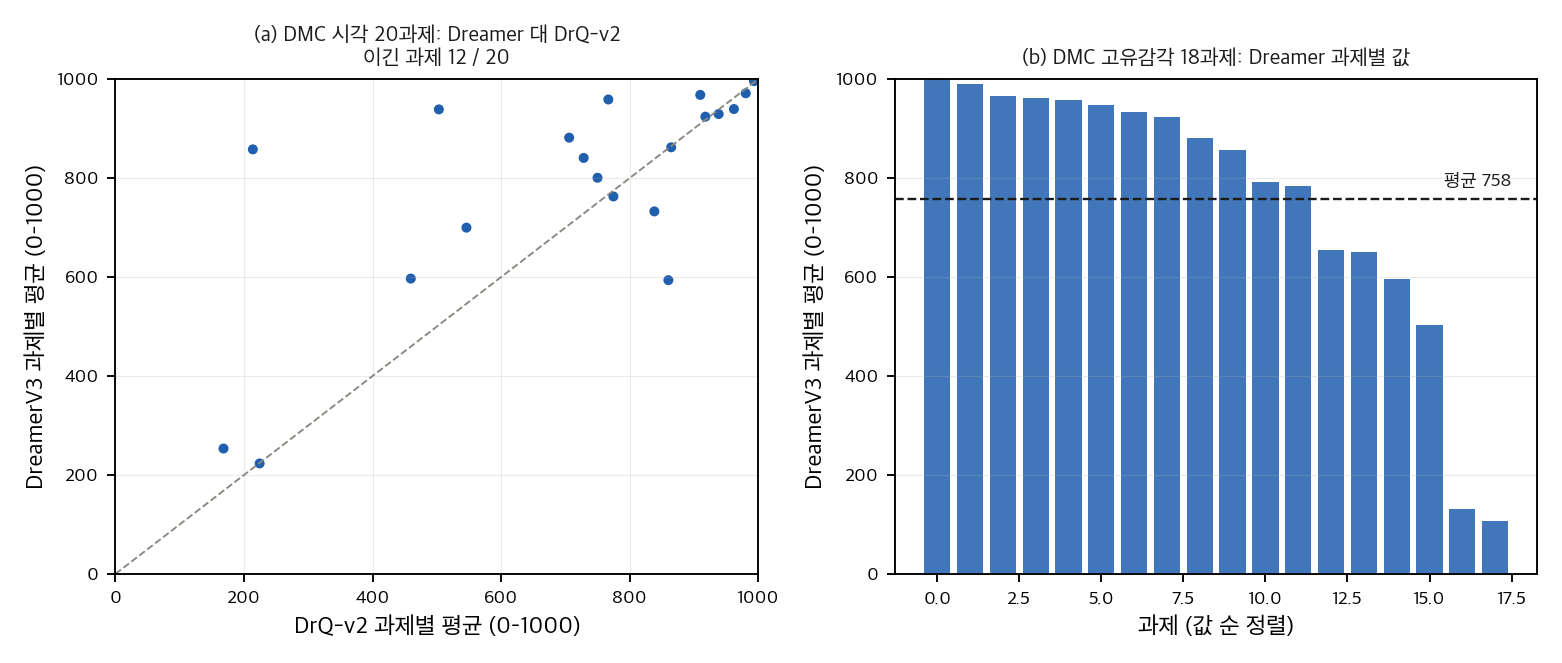 (a) DMC 시각 20과제: Dreamer 대 DrQ-v2
이긴 과제 12 / 20
DreamerV3 과제별 평균 (0-1000)
1000
800
600
400
200
0
0 200 400 600 800 1000
DrQ-v2 과제별 평균 (0-1000)
(b) DMC 고유감각 18과제: Dreamer 과제별 값
DreamerV3 과제별 평균 (0-1000)
1000
800
600
400
200
0
평균 758
0.0 2.5 5.0 7.5 10.0 12.5 15.0 17.5
과제 (값 순 정렬)